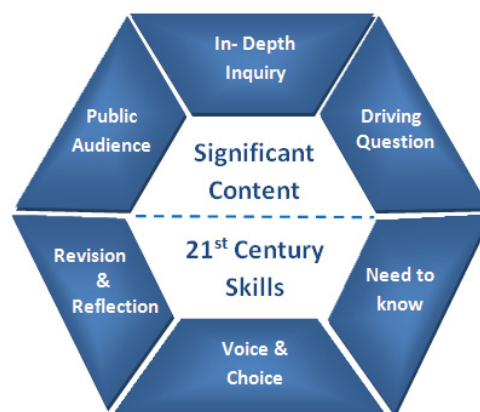 In- Depth
Inquiry
Driving
Question
Need to
know
Voice &
Choice
Revision
&
Reflection
Public
Audience
Significant
Content
21st Century
Skills